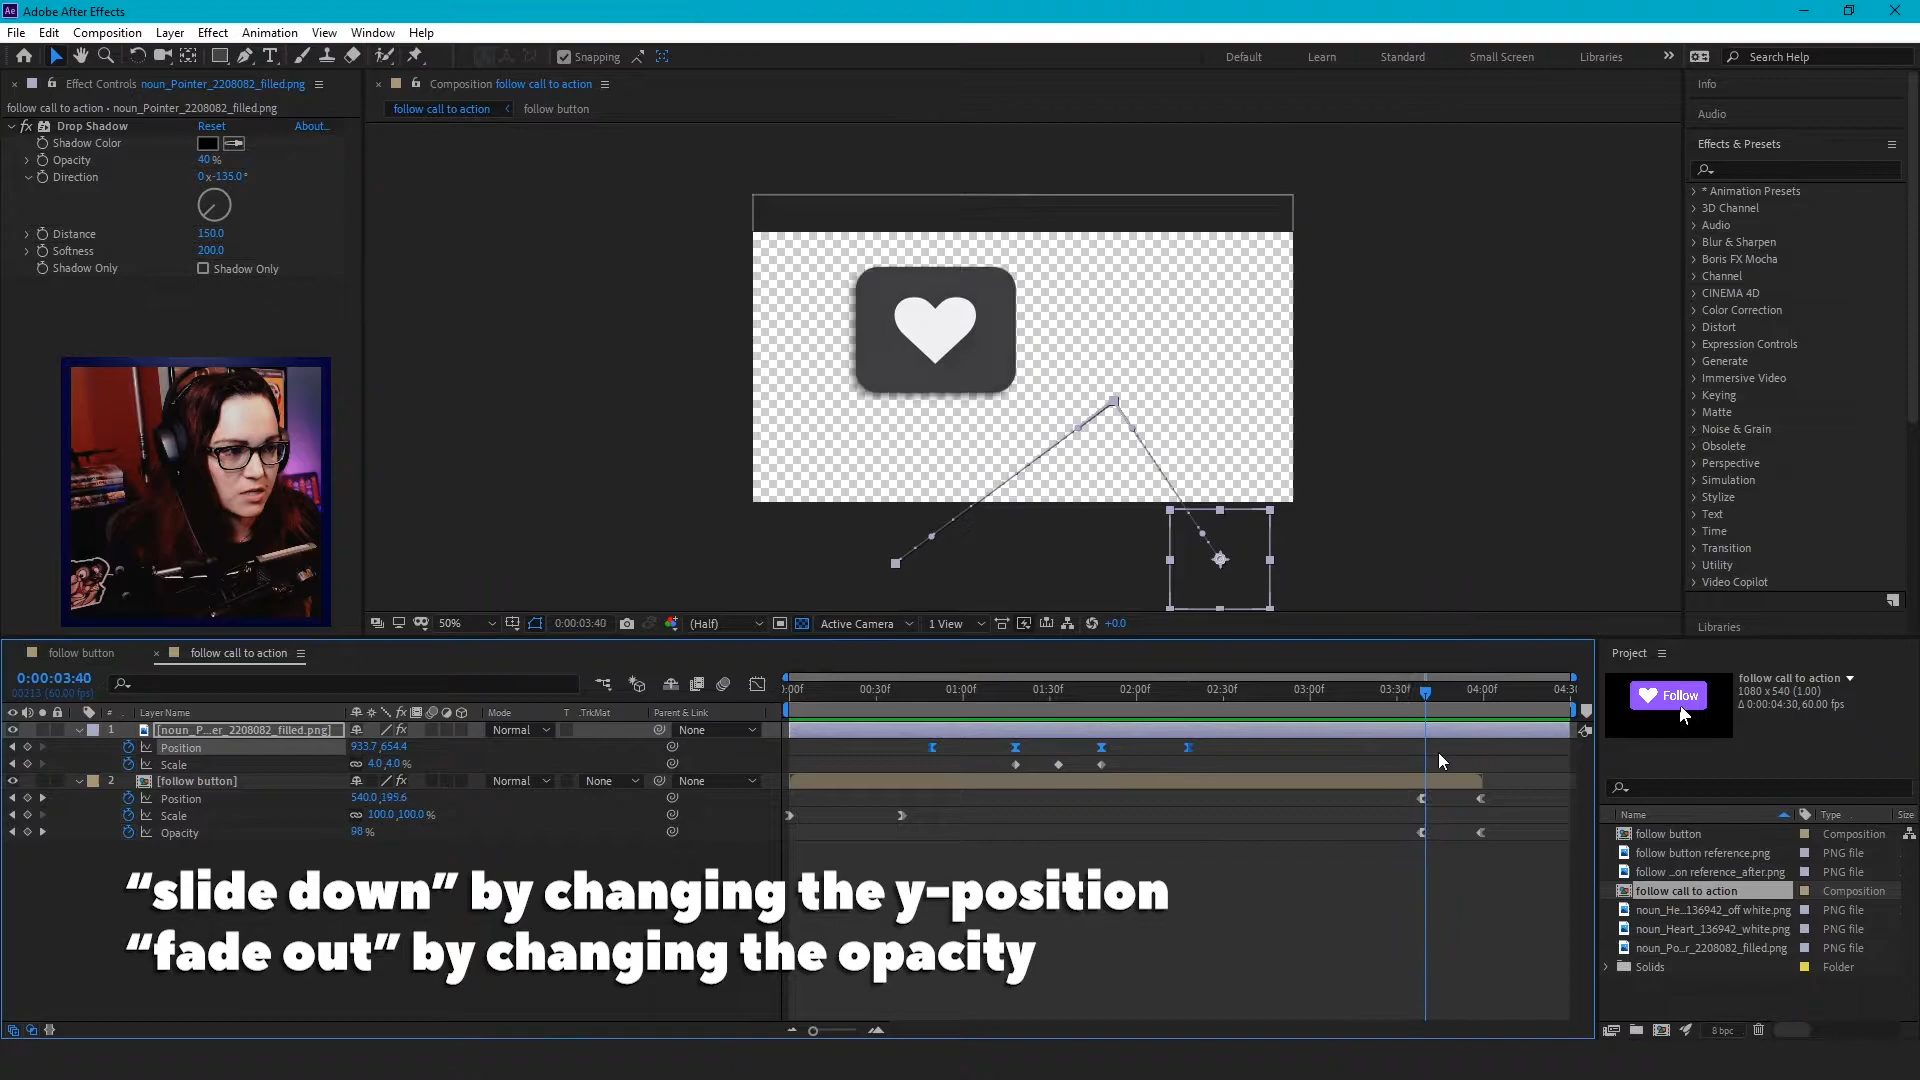 Ae Adobe After Effects
File Edit Composition Layer Effect Animation View Window Help
Snapping Default Learn Standard Small Screen Libraries » Search Help
× Effect Controls noun_Pointer_2208082_filled.png
follow call to action • noun_Pointer_2208082_filled.png
fx Drop Shadow Reset About...
Shadow Color
Opacity 40 %
Direction 0 x-135.0 °
Distance 150.0
Softness 200.0
Shadow Only Shadow Only
× Composition follow call to action
follow call to action < follow button
50% 0:00:03:40 (Half) Active Camera 1 View +0.0
Info
Audio
Effects & Presets
* Animation Presets
3D Channel
Audio
Blur & Sharpen
Boris FX Mocha
Channel
CINEMA 4D
Color Correction
Distort
Expression Controls
Generate
Immersive Video
Keying
Matte
Noise & Grain
Obsolete
Perspective
Simulation
Stylize
Text
Time
Transition
Utility
Video Copilot
Libraries
follow button × follow call to action
0:00:03:40
00213 (60.00 fps)
:00f 00:30f 01:00f 01:30f 02:00f 02:30f 03:00f 03:30f 04:00f 04:30
# Layer Name Mode T .TrkMat Parent & Link
1 [noun_P...er_2208082_filled.png] Normal None
Position 933.7,654.4
Scale 4.0,4.0 %
2 [follow button] Normal None None
Position 540.0,195.6
Scale 100.0,100.0 %
Opacity 98 %
“slide down” by changing the y-position
“fade out” by changing the opacity
Project
Follow
follow call to action
1080 x 540 (1.00)
Δ 0:00:04:30, 60.00 fps
Name Type Size
follow button Composition
follow button reference.png PNG file
follow ...on reference_after.png PNG file
follow call to action Composition
noun_He...136942_off white.png PNG file
noun_Heart_136942_white.png PNG file
noun_Po...r_2208082_filled.png PNG file
Solids Folder
8 bpc